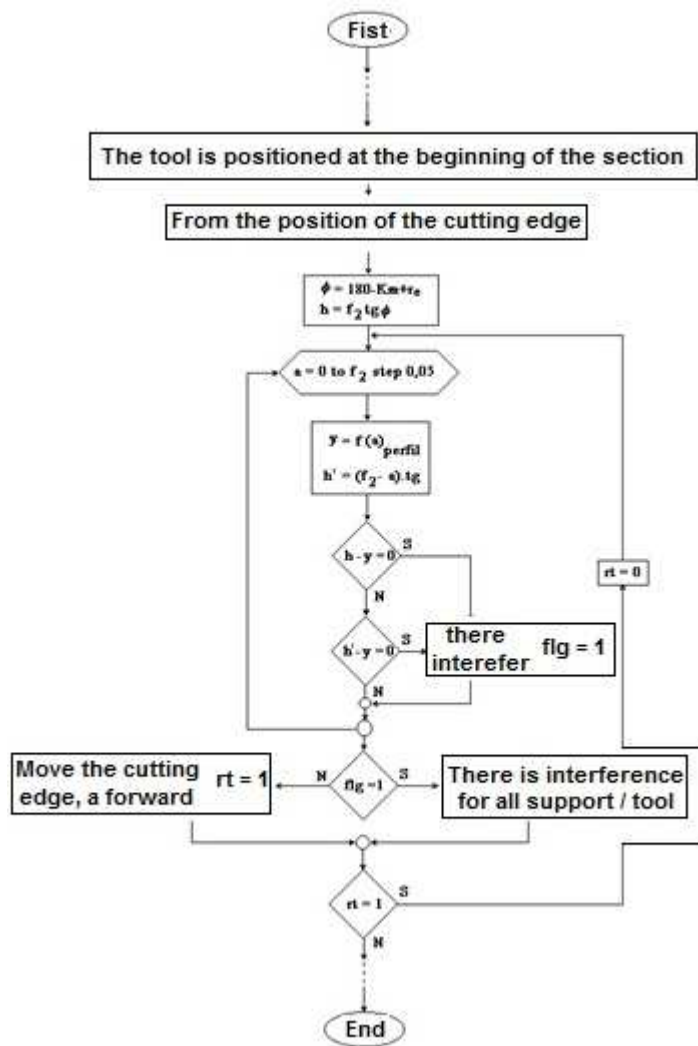 Fist
The tool is positioned at the beginning of the section
From the position of the cutting edge
ϕ = 180-Km+rₑ
h = f₂ tg ϕ
a = 0 to f₂ step 0,05
y = f(a) perfil
h' = (f₂- a).tg
h - y = 0
S
N
rt = 0
h' - y = 0
S
N
there
interefer
flg = 1
Move the cutting
edge, a forward
rt = 1
N
flg =1
S
There is interference
for all support / tool
rt = 1
S
N
End